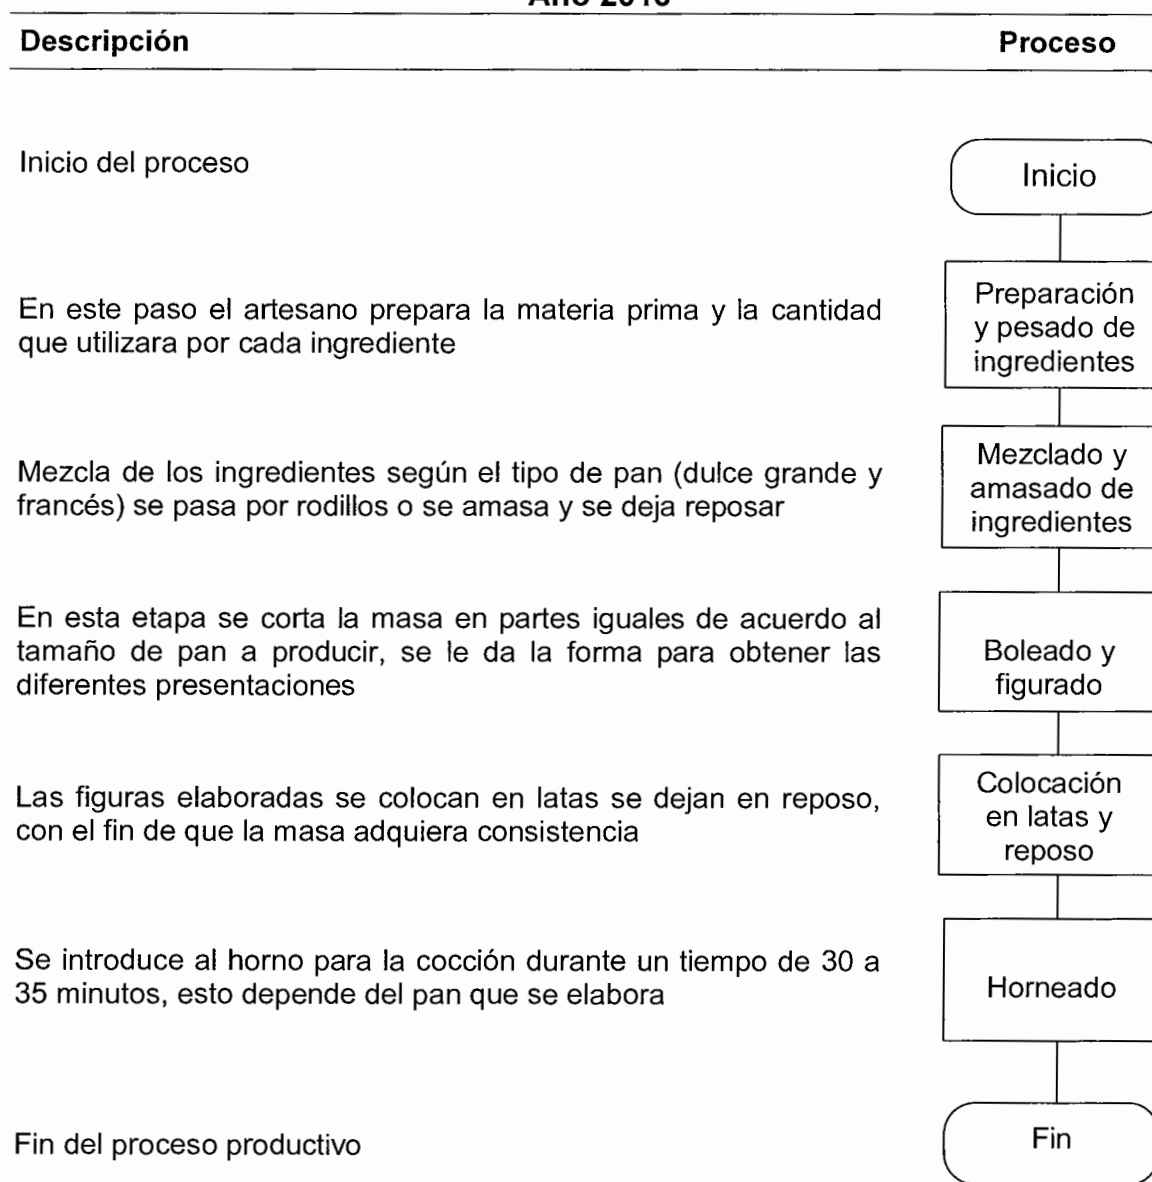 Descripción Proceso
Inicio del proceso
Inicio
En este paso el artesano prepara la materia prima y la cantidad
que utilizara por cada ingrediente
Preparación
y pesado de
ingredientes
Mezcla de los ingredientes según el tipo de pan (dulce grande y
francés) se pasa por rodillos o se amasa y se deja reposar
Mezclado y
amasado de
ingredientes
En esta etapa se corta la masa en partes iguales de acuerdo al
tamaño de pan a producir, se le da la forma para obtener las
diferentes presentaciones
Boleado y
figurado
Las figuras elaboradas se colocan en latas se dejan en reposo,
con el fin de que la masa adquiera consistencia
Colocación
en latas y
reposo
Se introduce al horno para la cocción durante un tiempo de 30 a
35 minutos, esto depende del pan que se elabora
Horneado
Fin del proceso productivo
Fin